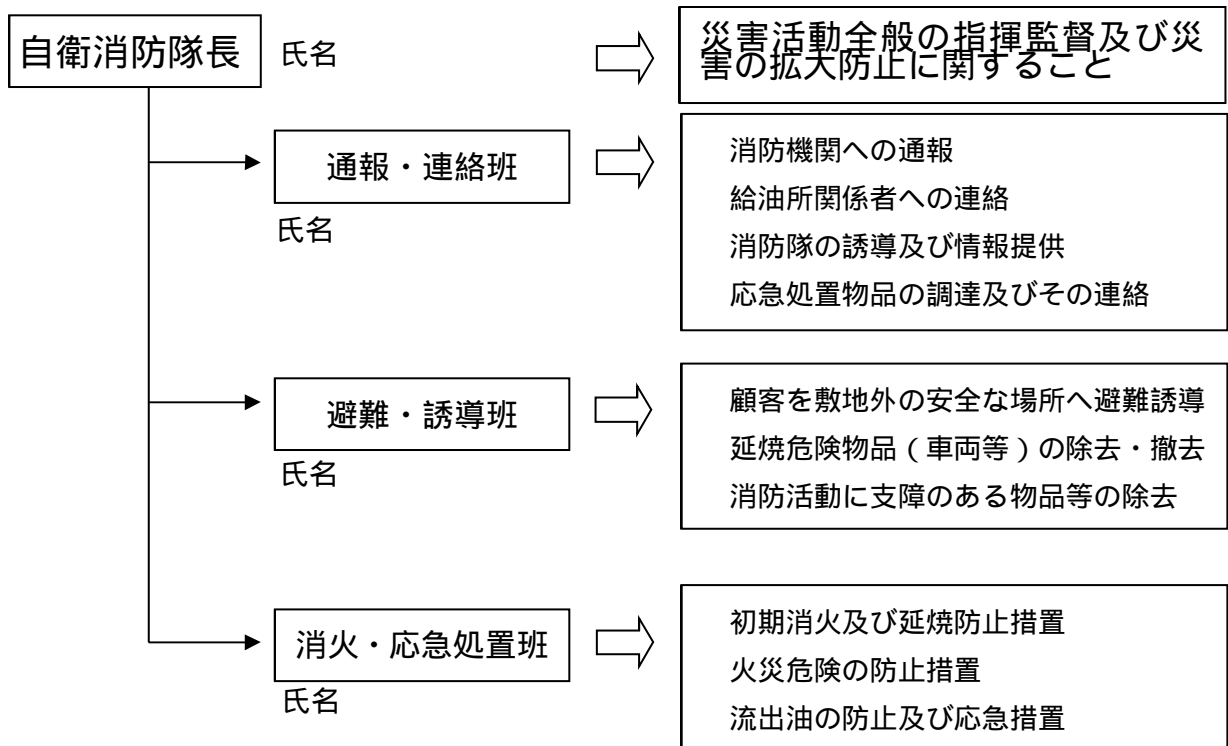 自衛消防隊長
氏名
災害活動全般の指揮監督及び災
害の拡大防止に関すること
通報・連絡班
氏名
消防機関への通報
給油所関係者への連絡
消防隊の誘導及び情報提供
応急処置物品の調達及びその連絡
避難・誘導班
氏名
顧客を敷地外の安全な場所へ避難誘導
延焼危険物品（車両等）の除去・撤去
消防活動に支障のある物品等の除去
消火・応急処置班
氏名
初期消火及び延焼防止措置
火災危険の防止措置
流出油の防止及び応急措置